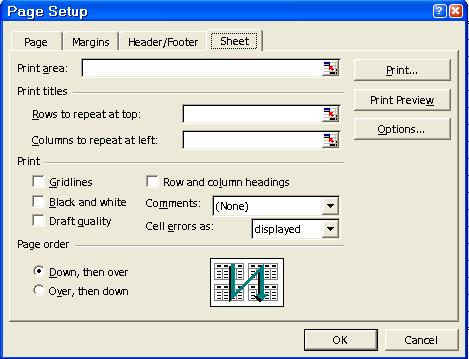 Page Setup
Page Margins Header/Footer Sheet
Print area:
Print...
Print titles
Print Preview
Rows to repeat at top:
Options...
Columns to repeat at left:
Print
Gridlines Row and column headings
Black and white Comments: (None)
Draft quality Cell errors as: displayed
Page order
Down, then over
Over, then down
OK Cancel